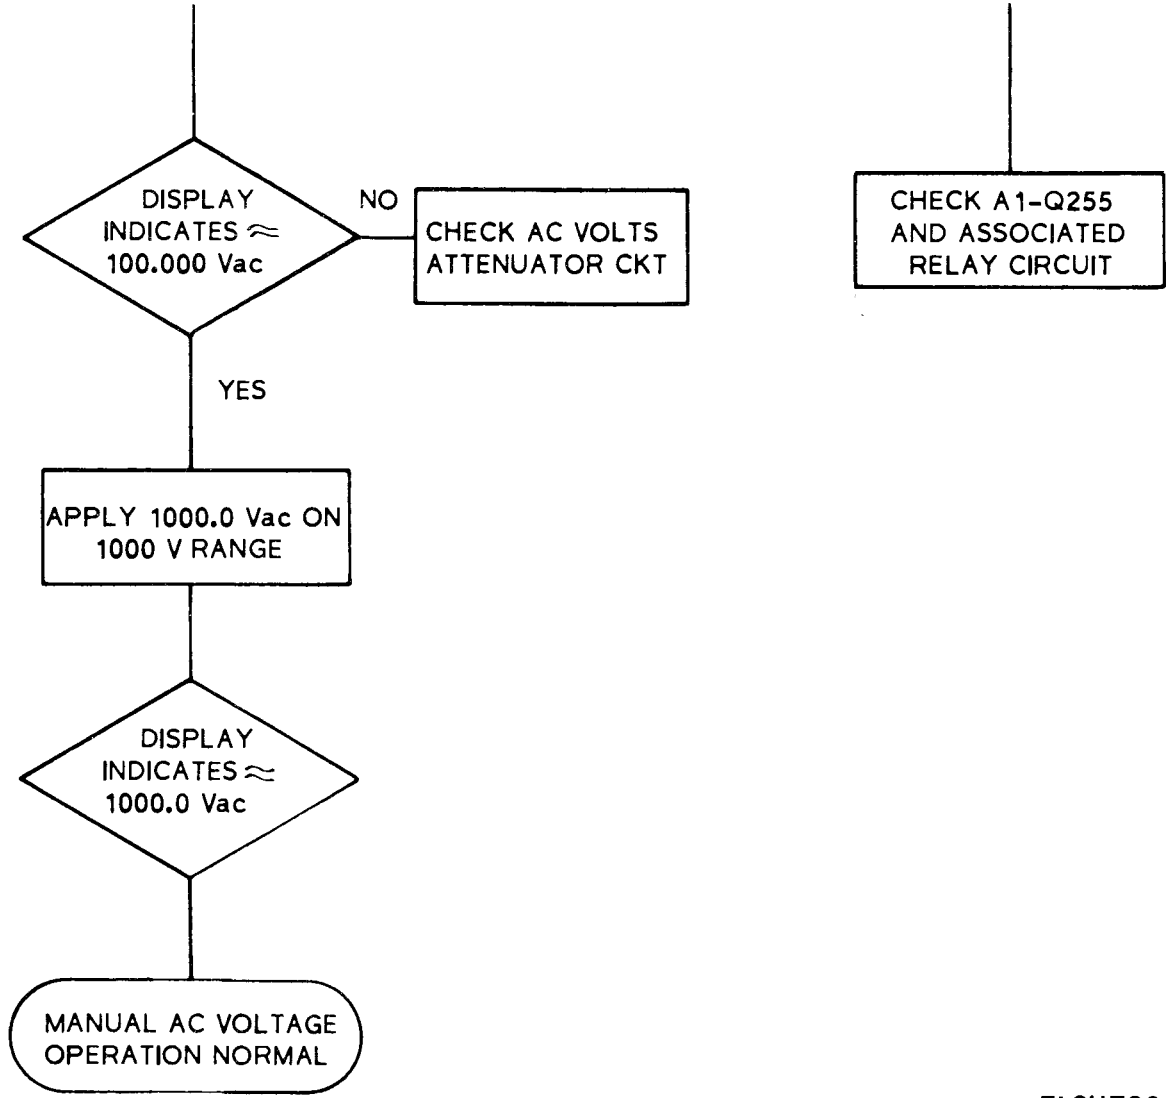 DISPLAY
INDICATES ≈
100.000 Vac
NO
CHECK AC VOLTS
ATTENUATOR CKT
CHECK A1-Q255
AND ASSOCIATED
RELAY CIRCUIT
YES
APPLY 1000.0 Vac ON
1000 V RANGE
DISPLAY
INDICATES ≈
1000.0 Vac
MANUAL AC VOLTAGE
OPERATION NORMAL